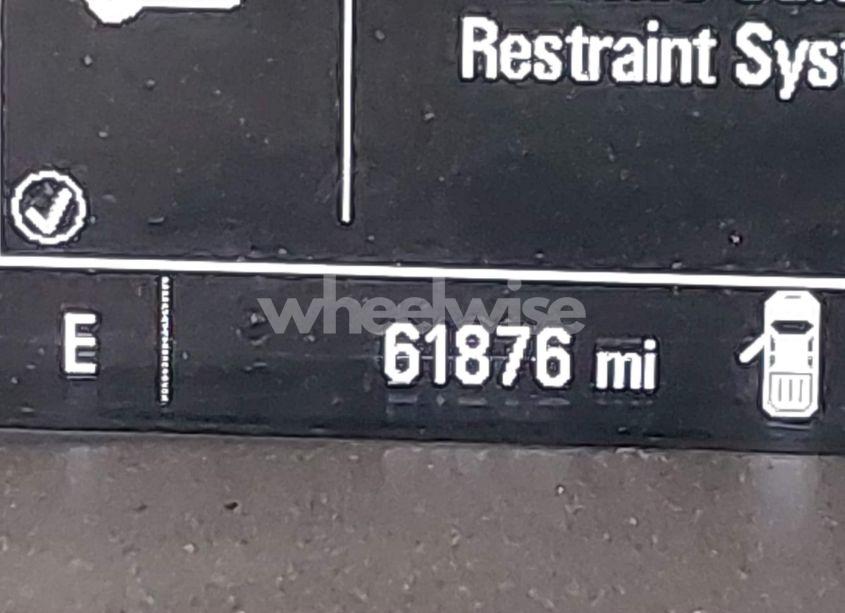 Restraint Syst
wheelwise
E 61876 mi